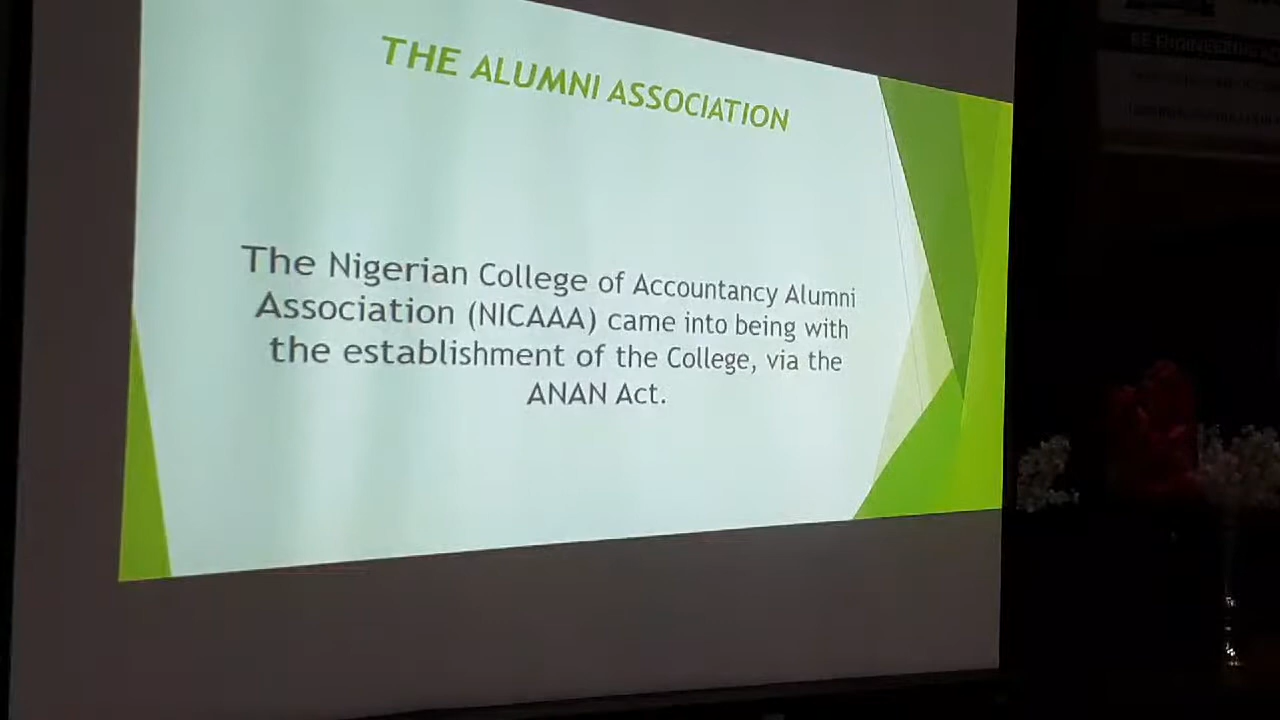 THE ALUMNI ASSOCIATION
The Nigerian College of Accountancy Alumni
Association (NICAAA) came into being with
the establishment of the College, via the
ANAN Act.